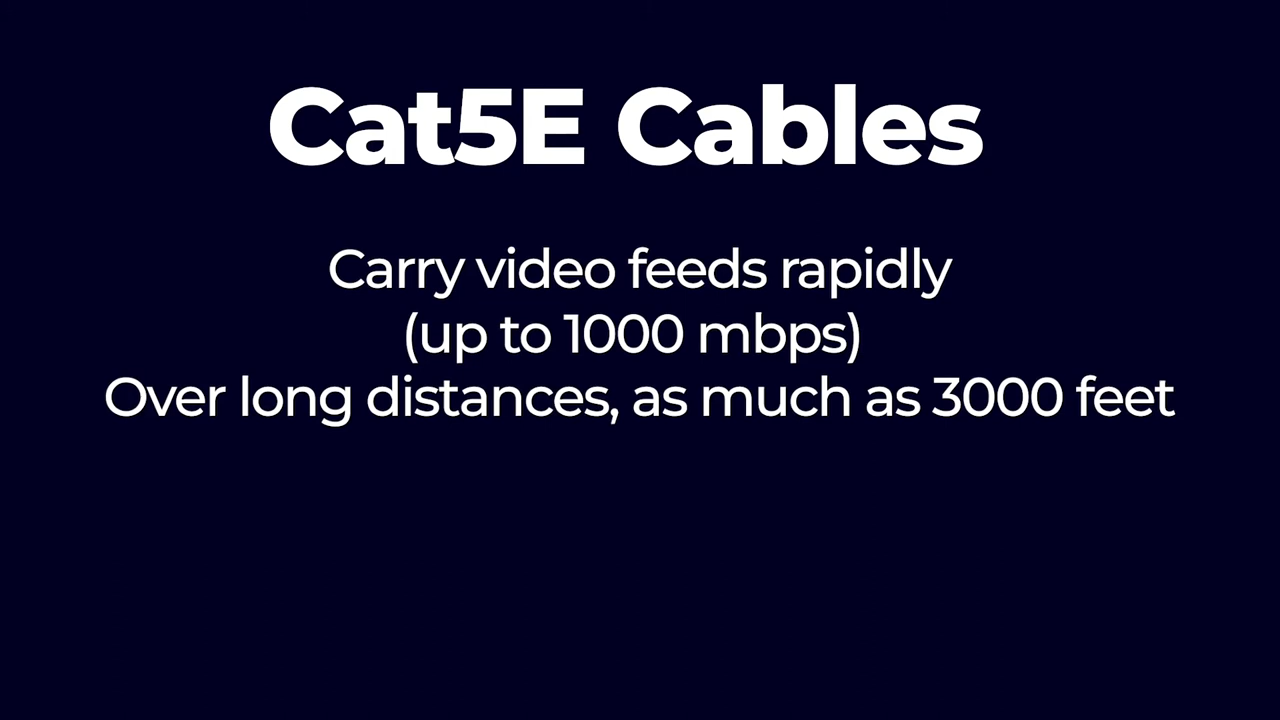 Cat5E Cables
Carry video feeds rapidly
(up to 1000 mbps)
Over long distances, as much as 3000 feet